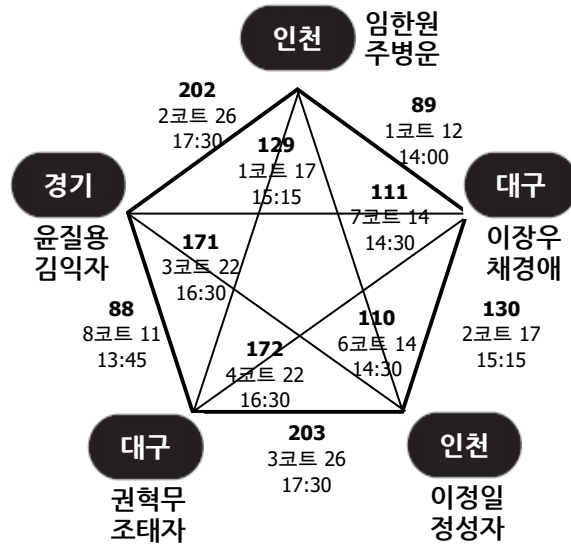 인천
임한원
주병운
202
2코트 26
17:30
89
1코트 12
14:00
129
1코트 17
15:15
경기
윤질용
김익자
111
7코트 14
14:30
대구
이장우
채경애
171
3코트 22
16:30
88
8코트 11
13:45
110
6코트 14
14:30
130
2코트 17
15:15
172
4코트 22
16:30
대구
권혁무
조태자
203
3코트 26
17:30
인천
이정일
정성자